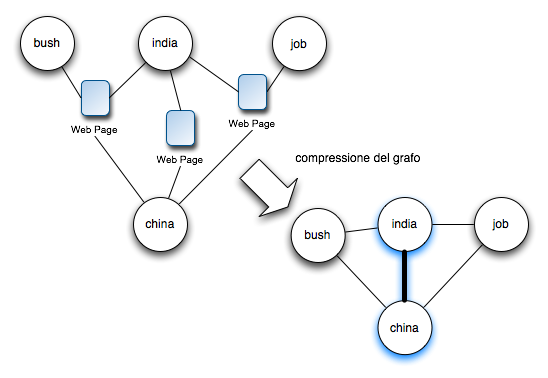 bush
india
job
Web Page
Web Page
Web Page
compressione del grafo
china
bush
india
job
china